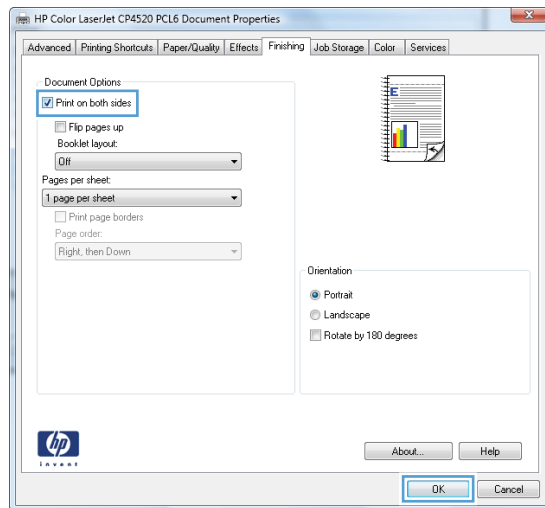 HP Color LaserJet CP4520 PCL6 Document Properties
Advanced Printing Shortcuts Paper/Quality Effects Finishing Job Storage Color Services
Document Options
Print on both sides
Flip pages up
Booklet layout:
Off
Pages per sheet:
1 page per sheet
Print page borders
Page order:
Right, then Down
E
Orientation
Portrait
Landscape
Rotate by 180 degrees
hp
invent
About... Help
OK Cancel